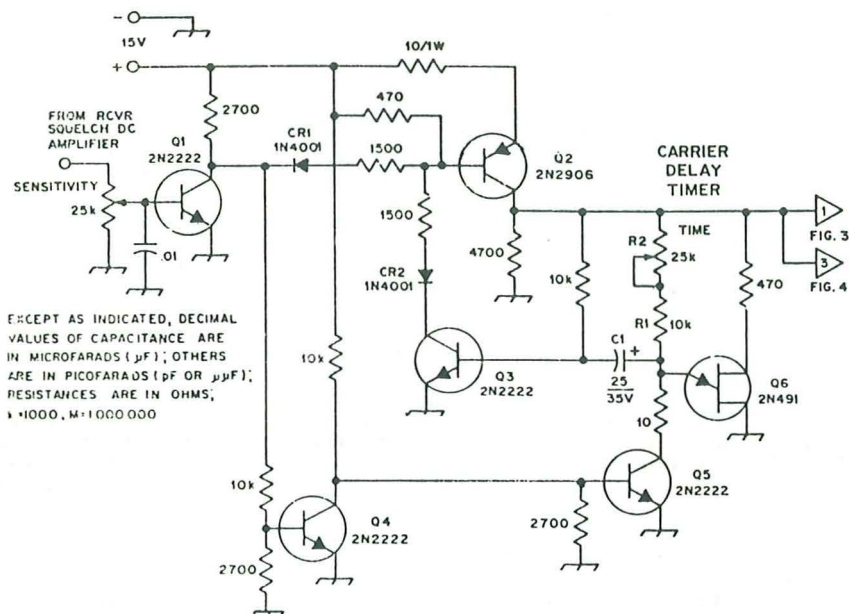 -
15V
+
10/1W
2700
470
FROM RCVR
SQUELCH DC
AMPLIFIER
Q1
2N2222
CR1
1N4001
1500
Q2
2N2906
CARRIER
DELAY
TIMER
SENSITIVITY
25k
.01
1500
CR2
1N4001
4700
10k
TIME
R2
25k
R1
10k
470
1
FIG. 3
3
FIG. 4
EXCEPT AS INDICATED, DECIMAL
VALUES OF CAPACITANCE ARE
IN MICROFARADS (µF); OTHERS
ARE IN PICOFARADS (pF OR µµF);
RESISTANCES ARE IN OHMS;
k=1000, M=1000000
10k
Q3
2N2222
C1
+
25
35V
10
Q6
2N491
10k
Q4
2N2222
2700
2700
Q5
2N2222